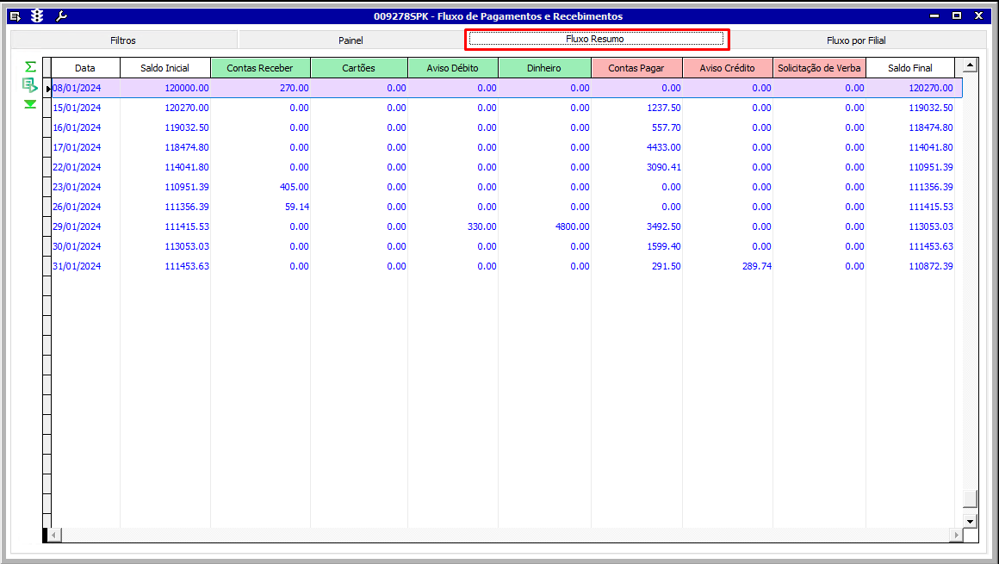 009278SPK - Fluxo de Pagamentos e Recebimentos
Filtros Painel Fluxo Resumo Fluxo por Filial
Data Saldo Inicial Contas Receber Cartões Aviso Débito Dinheiro Contas Pagar Aviso Crédito Solicitação de Verba Saldo Final
08/01/2024 120000.00 270.00 0.00 0.00 0.00 0.00 0.00 0.00 120270.00
15/01/2024 120270.00 0.00 0.00 0.00 0.00 1237.50 0.00 0.00 119032.50
16/01/2024 119032.50 0.00 0.00 0.00 0.00 557.70 0.00 0.00 118474.80
17/01/2024 118474.80 0.00 0.00 0.00 0.00 4433.00 0.00 0.00 114041.80
22/01/2024 114041.80 0.00 0.00 0.00 0.00 3090.41 0.00 0.00 110951.39
23/01/2024 110951.39 405.00 0.00 0.00 0.00 0.00 0.00 0.00 111356.39
26/01/2024 111356.39 59.14 0.00 0.00 0.00 0.00 0.00 0.00 111415.53
29/01/2024 111415.53 0.00 0.00 330.00 4800.00 3492.50 0.00 0.00 113053.03
30/01/2024 113053.03 0.00 0.00 0.00 0.00 1599.40 0.00 0.00 111453.63
31/01/2024 111453.63 0.00 0.00 0.00 0.00 291.50 289.74 0.00 110872.39